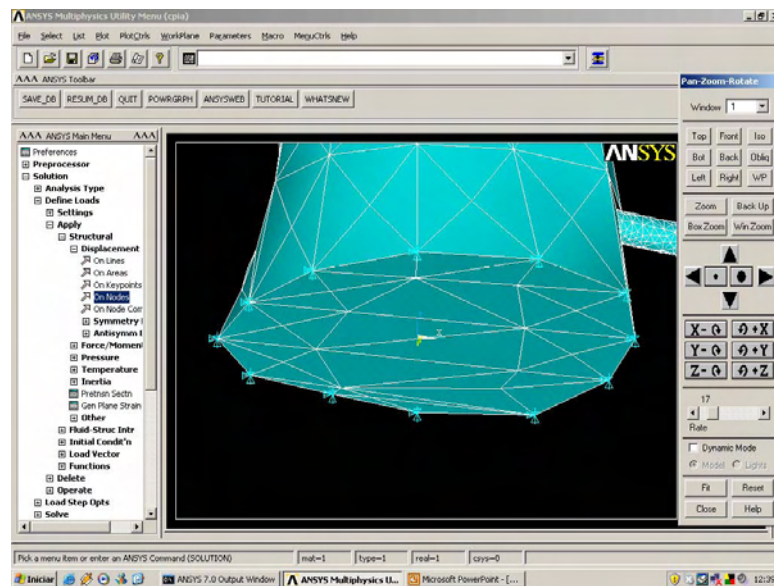 ANSYS Multiphysics Utility Menu (cpia)
File Select List Plot PlotCtrls WorkPlane Parameters Macro MenuCtrls Help
ANSYS Toolbar
SAVE_DB RESUM_DB QUIT POWRGRPH ANSYSWEB TUTORIAL WHATSNEW
ANSYS Main Menu
Preferences
Preprocessor
Solution
Analysis Type
Define Loads
Settings
Apply
Structural
Displacement
On Lines
On Areas
On Keypoints
On Nodes
On Node Com
Symmetry
Antisymm
Force/Momen
Pressure
Temperature
Inertia
Pretnsn Sectn
Gen Plane Strain
Other
Fluid-Struc Intr
Initial Condit'n
Load Vector
Functions
Delete
Operate
Load Step Opts
Solve
ANSYS
Pan-Zoom-Rotate
Window 1
Top Front Iso
Bot Back Obliq
Left Right WP
Zoom Back Up
Box Zoom Win Zoom
X- +X
Y- +Y
Z- +Z
17
Rate
Dynamic Mode
Model Lights
Fit Reset
Close Help
Pick a menu item or enter an ANSYS Command (SOLUTION) mat=1 type=1 real=1 csys=0
Iniciar ANSYS 7.0 Output Window ANSYS Multiphysics U... Microsoft PowerPoint - [...